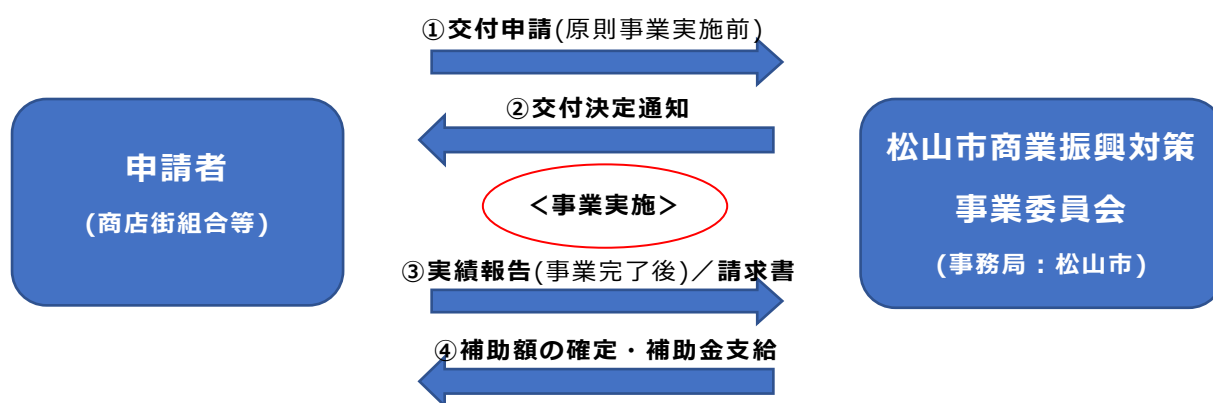 ①交付申請(原則事業実施前)
②交付決定通知
申請者
(商店街組合等)
<事業実施>
松山市商業振興対策
事業委員会
(事務局：松山市)
③実績報告(事業完了後)／請求書
④補助額の確定・補助金支給